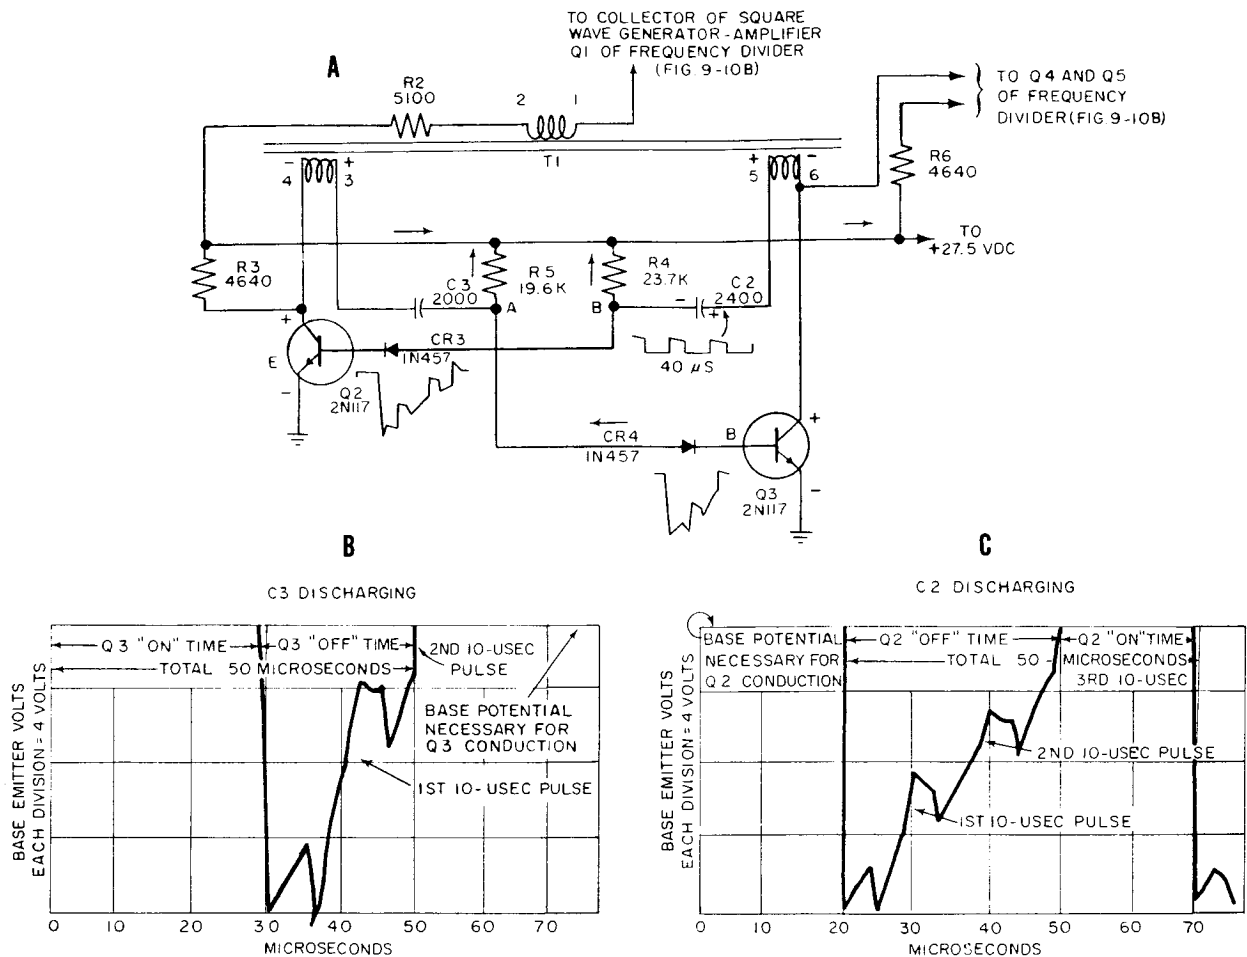 TO COLLECTOR OF SQUARE
WAVE GENERATOR-AMPLIFIER
Q1 OF FREQUENCY DIVIDER
(FIG. 9-10B)
A
R2
5100
2
1
TO Q4 AND Q5
OF FREQUENCY
DIVIDER (FIG. 9-10B)
T1
- +
4 3
+ -
5 6
R6
4640
TO
+27.5 VDC
R3
4640
C3
2000
R5
19.6K
A
R4
23.7K
B
C2
2400
-
+
40 µS
+
E
-
Q2
2N117
CR3
1N457
CR4
1N457
B
+
-
Q3
2N117
B
C3 DISCHARGING
Q3 "ON" TIME
Q3 "OFF" TIME
TOTAL 50 MICROSECONDS
2ND 10-USEC
PULSE
BASE POTENTIAL
NECESSARY FOR
Q3 CONDUCTION
1ST 10-USEC PULSE
BASE EMITTER VOLTS
EACH DIVISION = 4 VOLTS
0 10 20 30 40 50 60 70
MICROSECONDS
C
C2 DISCHARGING
BASE POTENTIAL
NECESSARY FOR
Q2 CONDUCTION
Q2 "OFF" TIME
Q2 "ON" TIME
TOTAL 50 - MICROSECONDS
3RD 10-USEC
2ND 10-USEC PULSE
1ST 10-USEC PULSE
BASE EMITTER VOLTS
EACH DIVISION = 4 VOLTS
0 10 20 30 40 50 60 70
MICROSECONDS